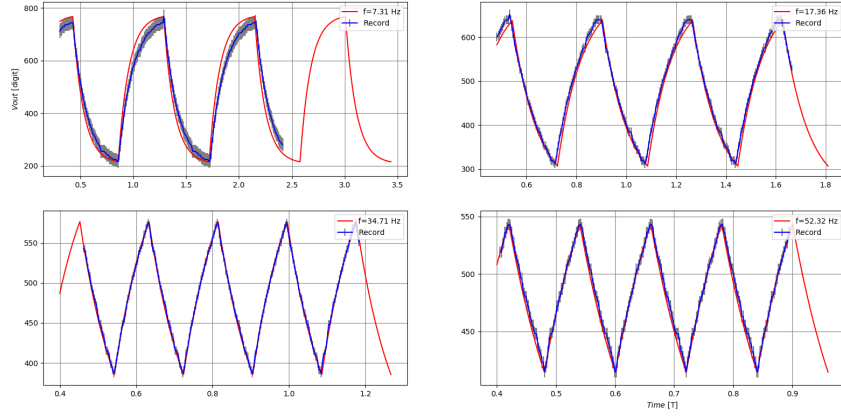 f=7.31 Hz
Record
Vout [digit]
800
600
400
200
0.5 1.0 1.5 2.0 2.5 3.0 3.5
f=17.36 Hz
Record
600
500
400
300
0.6 0.8 1.0 1.2 1.4 1.6 1.8
f=34.71 Hz
Record
550
500
450
400
0.4 0.6 0.8 1.0 1.2
f=52.32 Hz
Record
550
500
450
0.4 0.5 0.6 0.7 0.8 0.9
Time [T]